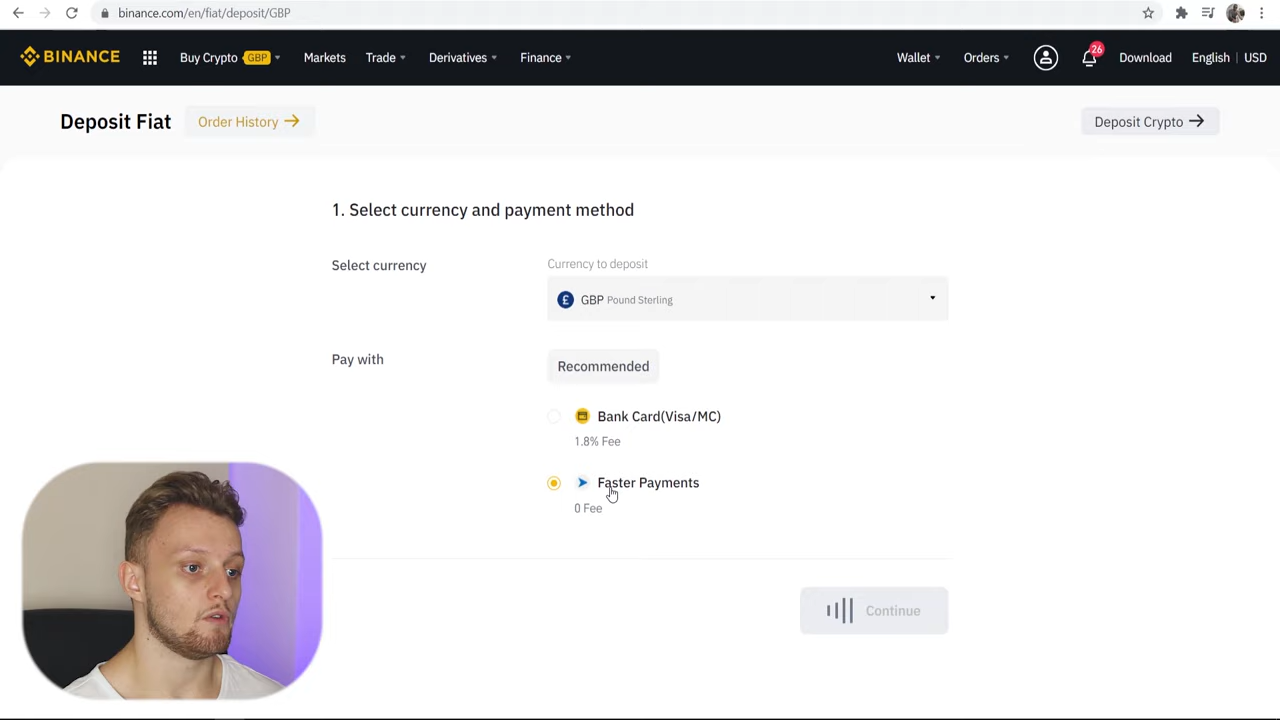 binance.com/en/fiat/deposit/GBP
BINANCE
Buy Crypto GBP
Markets
Trade
Derivatives
Finance
Wallet
Orders
26
Download
English | USD
Deposit Fiat
Order History
Deposit Crypto
1. Select currency and payment method
Select currency
Currency to deposit
£ GBP Pound Sterling
Pay with
Recommended
Bank Card(Visa/MC)
1.8% Fee
Faster Payments
0 Fee
Continue